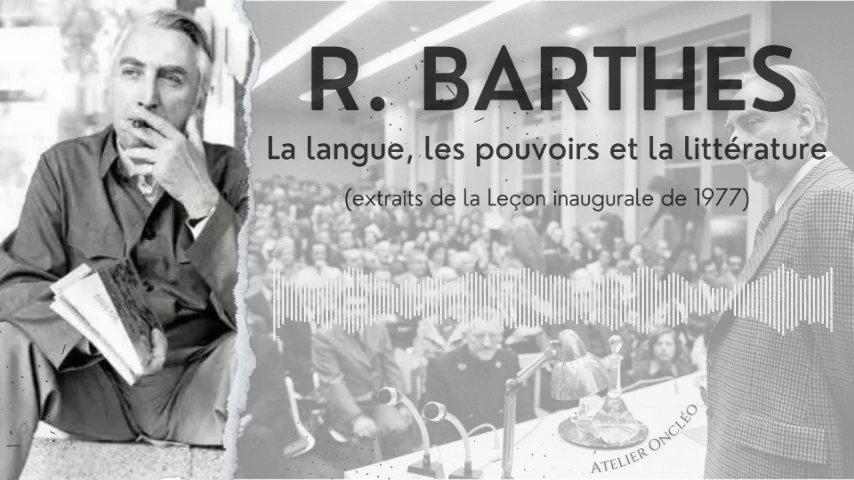 R. BARTHES
La langue, les pouvoirs et la littérature
(extraits de la Leçon inaugurale de 1977)
ATELIER ONCLÉO